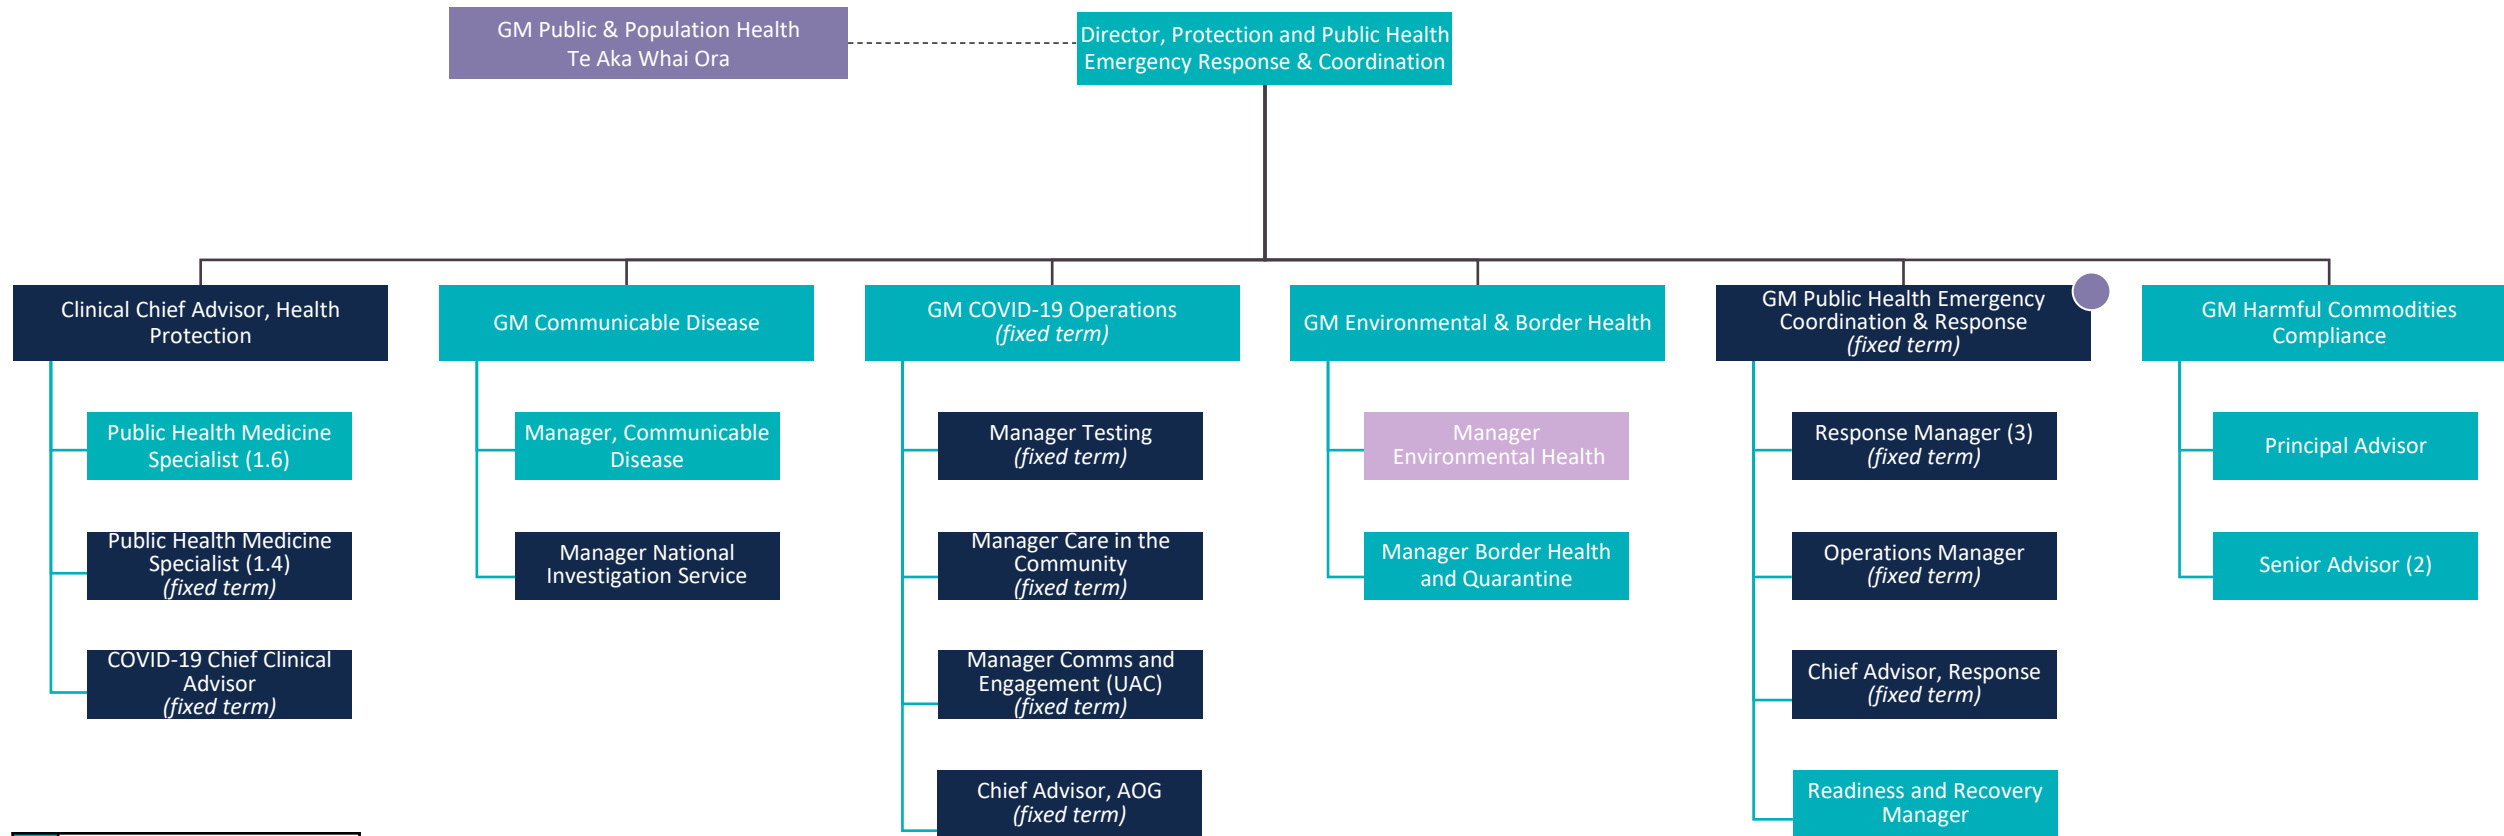 GM Public & Population Health
Te Aka Whai Ora
Director, Protection and Public Health
Emergency Response & Coordination
Clinical Chief Advisor, Health
Protection
GM Communicable Disease
GM COVID-19 Operations
(fixed term)
GM Environmental & Border Health
GM Public Health Emergency
Coordination & Response
(fixed term)
GM Harmful Commodities
Compliance
Public Health Medicine
Specialist (1.6)
Manager, Communicable
Disease
Manager Testing
(fixed term)
Manager
Environmental Health
Response Manager (3)
(fixed term)
Principal Advisor
Public Health Medicine
Specialist (1.4)
(fixed term)
Manager National
Investigation Service
Manager Care in the
Community
(fixed term)
Manager Border Health
and Quarantine
Operations Manager
(fixed term)
Senior Advisor (2)
COVID-19 Chief Clinical
Advisor
(fixed term)
Manager Comms and
Engagement (UAC)
(fixed term)
Chief Advisor, Response
(fixed term)
Chief Advisor, AOG
(fixed term)
Readiness and Recovery
Manager